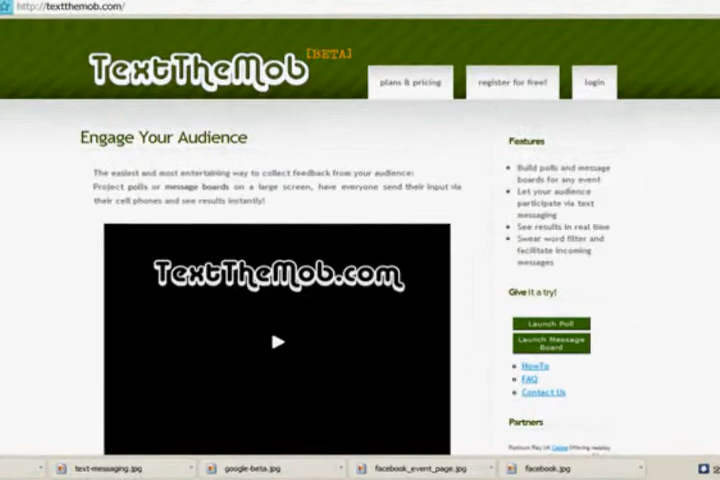 http://textthemob.com/
TextTheMob [BETA]
plans & pricing
register for free!
login
Engage Your Audience
The easiest and most entertaining way to collect feedback from your audience:
Project polls or message boards on a large screen, have everyone send their input via
their cell phones and see results instantly!
TextTheMob.com
Features
Build polls and message
boards for any event
Let your audience
participate via text
messaging
See results in real time
Swear word filter and
facilitate incoming
messages
Give it a try!
Launch Poll
Launch Message
Board
HowTo
FAQ
Contact Us
Partners
text-messaging.jpg
google-beta.jpg
facebook_event_page.jpg
facebook.jpg